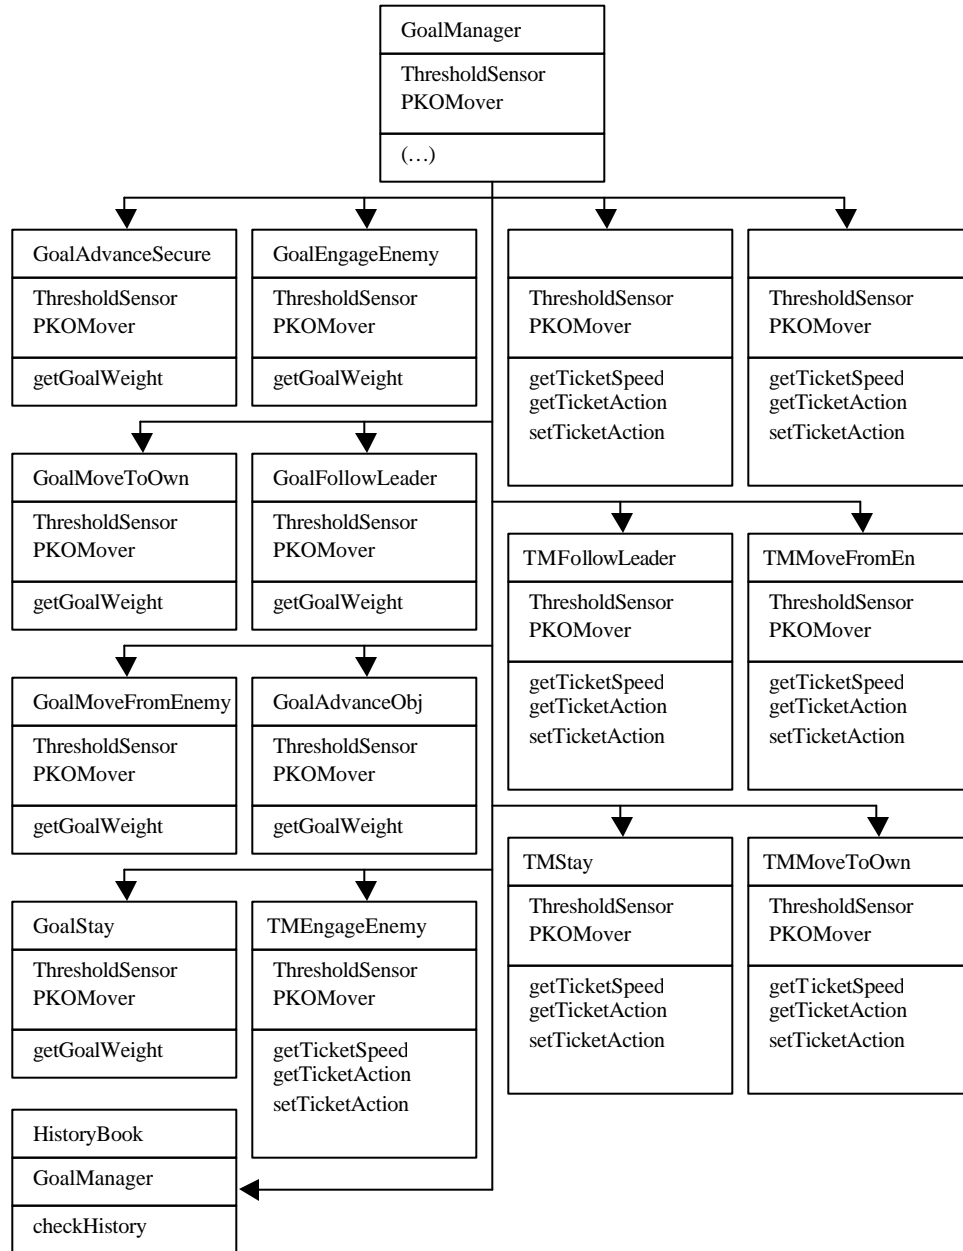 GoalManager
ThresholdSensor
PKOMover
(…)
GoalAdvanceSecure
ThresholdSensor
PKOMover
getGoalWeight
GoalEngageEnemy
ThresholdSensor
PKOMover
getGoalWeight
ThresholdSensor
PKOMover
getTicketSpeed
getTicketAction
setTicketAction
ThresholdSensor
PKOMover
getTicketSpeed
getTicketAction
setTicketAction
GoalMoveToOwn
ThresholdSensor
PKOMover
getGoalWeight
GoalFollowLeader
ThresholdSensor
PKOMover
getGoalWeight
TMFollowLeader
ThresholdSensor
PKOMover
getTicketSpeed
getTicketAction
setTicketAction
TMMoveFromEn
ThresholdSensor
PKOMover
getTicketSpeed
getTicketAction
setTicketAction
GoalMoveFromEnemy
ThresholdSensor
PKOMover
getGoalWeight
GoalAdvanceObj
ThresholdSensor
PKOMover
getGoalWeight
TMStay
ThresholdSensor
PKOMover
getTicketSpeed
getTicketAction
setTicketAction
TMMoveToOwn
ThresholdSensor
PKOMover
getTicketSpeed
getTicketAction
setTicketAction
GoalStay
ThresholdSensor
PKOMover
getGoalWeight
TMEngageEnemy
ThresholdSensor
PKOMover
getTicketSpeed
getTicketAction
setTicketAction
HistoryBook
GoalManager
checkHistory